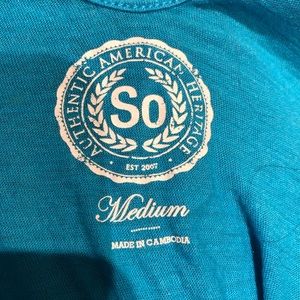 AUTHENTIC AMERICAN HERITAGE
So
EST 2007
Medium
MADE IN CAMBODIA